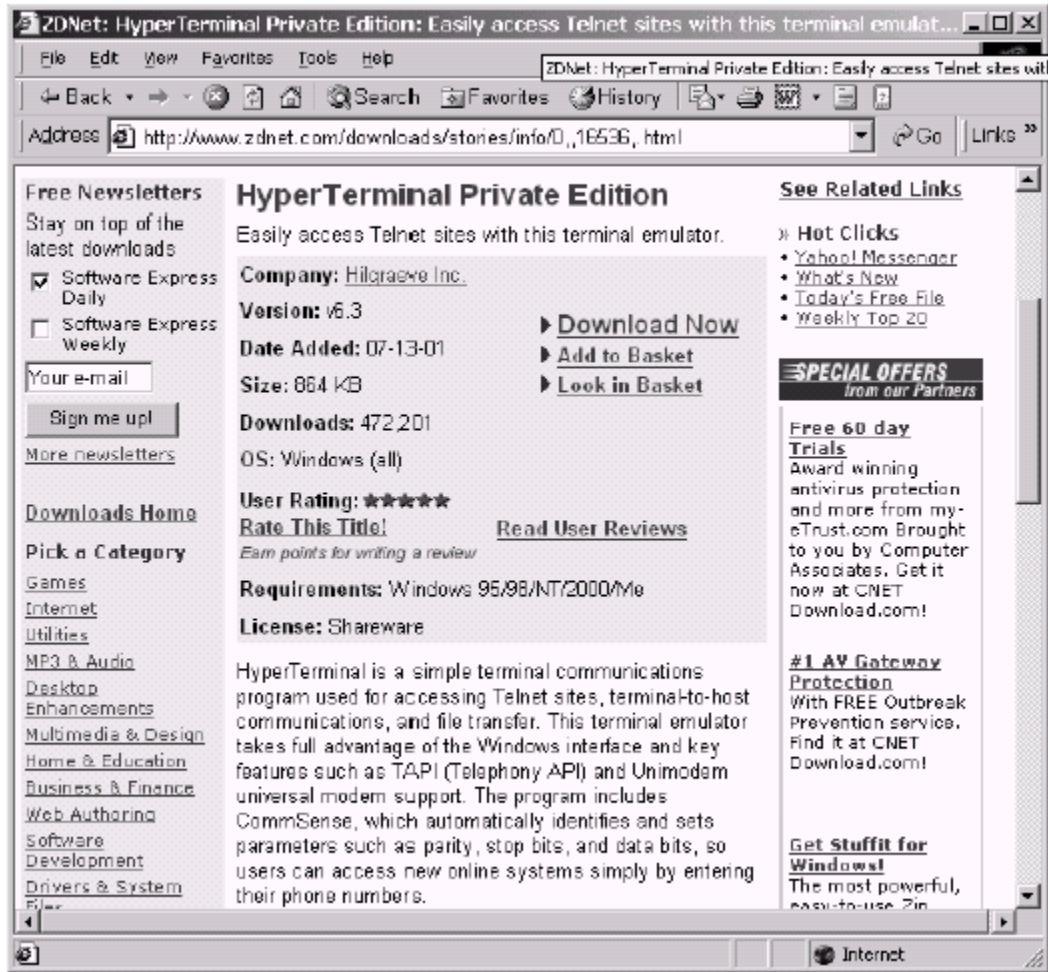 ZDNet: HyperTerminal Private Edition: Easily access Telnet sites with this terminal emulat...
File Edit View Favorites Tools Help
ZDNet: HyperTerminal Private Edition: Easily access Telnet sites wit
Back Search Favorites History
Address http://www.zdnet.com/downloads/stories/info/0,,16536,.html Go Links »
Free Newsletters
Stay on top of the
latest downloads
Software Express
Daily
Software Express
Weekly
Your e-mail
Sign me up!
More newsletters
Downloads Home
Pick a Category
Games
Internet
Utilities
MP3 & Audio
Desktop
Enhancements
Multimedia & Design
Home & Education
Business & Finance
Web Authoring
Software
Development
Drivers & System
Files
HyperTerminal Private Edition
Easily access Telnet sites with this terminal emulator.
Company: Hilgraeve Inc.
Version: v6.3
Date Added: 07-13-01
Size: 864 KB
Downloads: 472,201
OS: Windows (all)
User Rating: ★★★★★
Rate This Title! Read User Reviews
Earn points for writing a review
Requirements: Windows 95/98/NT/2000/Me
License: Shareware
Download Now
Add to Basket
Look in Basket
HyperTerminal is a simple terminal communications
program used for accessing Telnet sites, terminal-to-host
communications, and file transfer. This terminal emulator
takes full advantage of the Windows interface and key
features such as TAPI (Telephony API) and Unimodem
universal modem support. The program includes
CommSense, which automatically identifies and sets
parameters such as parity, stop bits, and data bits, so
users can access new online systems simply by entering
their phone numbers.
See Related Links
» Hot Clicks
• Yahoo! Messenger
• What's New
• Today's Free File
• Weekly Top 20
SPECIAL OFFERS
from our Partners
Free 60 day
Trials
Award winning
antivirus protection
and more from my-
eTrust.com Brought
to you by Computer
Associates. Get it
now at CNET
Download.com!
#1 AV Gateway
Protection
With FREE Outbreak
Prevention service.
Find it at CNET
Download.com!
Get Stuffit for
Windows!
The most powerful,
easy-to-use Zip
Internet